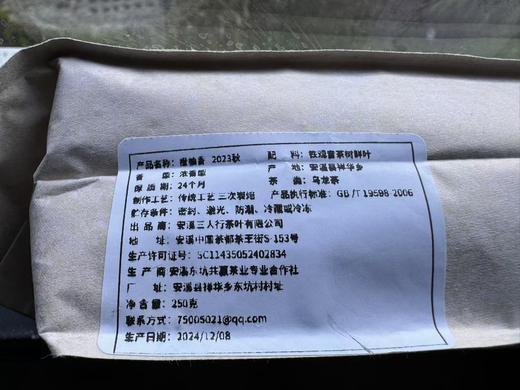 产品名称：蜜韻香 2023秋 配 料：铁观音茶树鲜叶
香 型：浓香型 产 地：安溪县祥华乡
保 质 期：24个月 茶 类：乌龙茶
制作工艺：传统工艺 三次烘焙 产品执行标准：GB/T19598-2006
贮存条件：密封、避光、防潮、冷藏或冷冻
出 品 商：安溪三人行茶叶有限公司
地 址：安溪中国茶都茶王街S-153号
生产许可证号：SC11435052402834
生 产 商：安溪东坑共赢茶业专业合作社
厂 址：安溪县祥华乡东坑村村址
净 含 量：250克
联系方式：75005021@qq.com
生产日期：2024/12/08